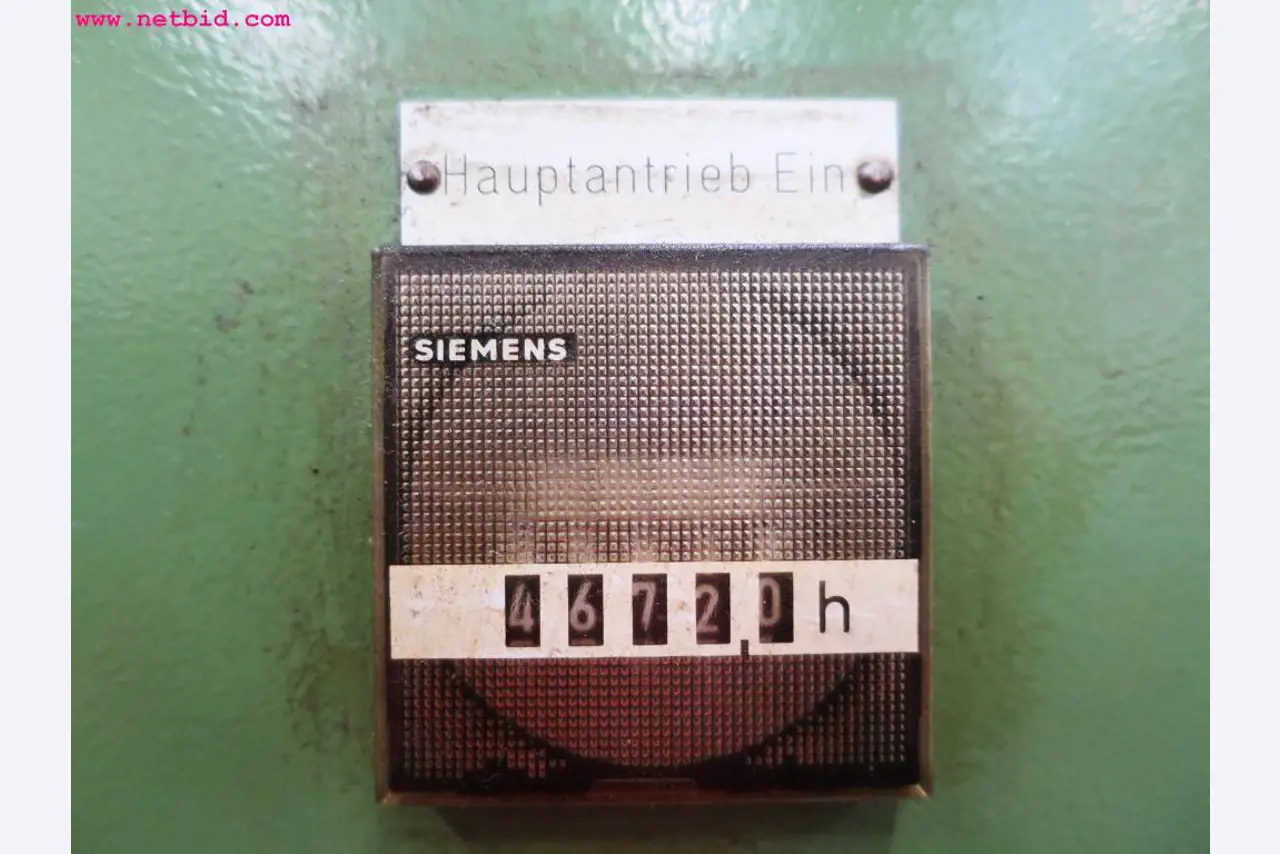 www.netbid.com
Hauptantrieb Ein
SIEMENS
4672,0 h